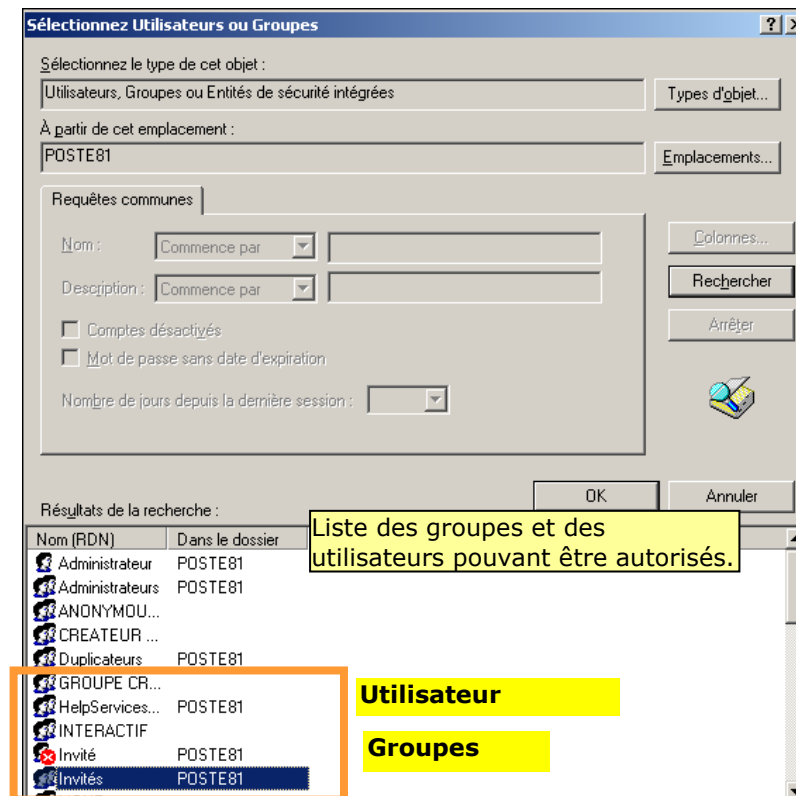 Sélectionnez Utilisateurs ou Groupes
Sélectionnez le type de cet objet :
Utilisateurs, Groupes ou Entités de sécurité intégrées
Types d'objet...
À partir de cet emplacement :
POSTE81
Emplacements...
Requêtes communes
Nom :
Commence par
Colonnes...
Description :
Commence par
Rechercher
Comptes désactivés
Arrêter
Mot de passe sans date d'expiration
Nombre de jours depuis la dernière session :
OK
Annuler
Résultats de la recherche :
Liste des groupes et des
utilisateurs pouvant être autorisés.
Nom (RDN) Dans le dossier
Administrateur POSTE81
Administrateurs POSTE81
ANONYMOU...
CREATEUR ...
Duplicateurs POSTE81
GROUPE CR...
HelpServices... POSTE81
INTERACTIF
Invité POSTE81
Invités POSTE81
Utilisateur
Groupes